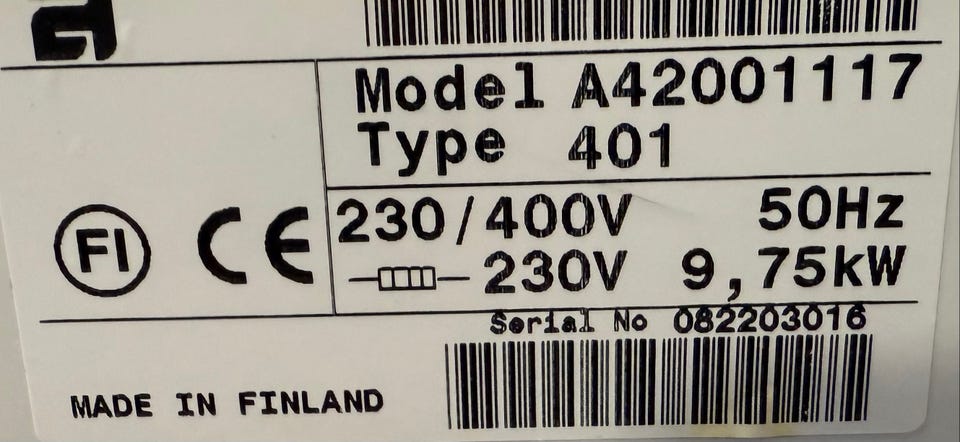 Model A42001117
Type 401
FI CE
230/400V 50Hz
230V 9,75kW
Serial No 082203016
MADE IN FINLAND